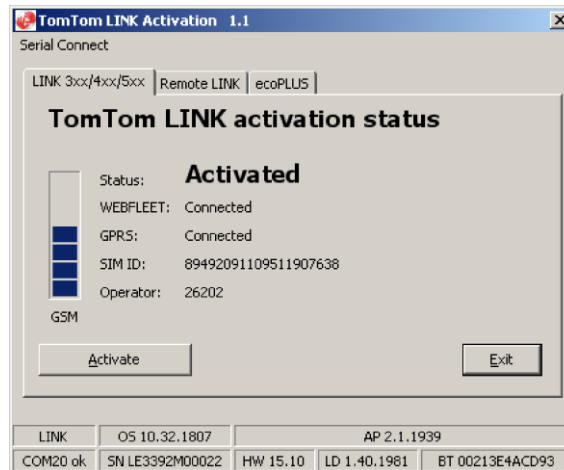 TomTom LINK Activation 1.1
Serial Connect
LINK 3xx/4xx/5xx Remote LINK ecoPLUS
TomTom LINK activation status
Status: Activated
WEBFLEET: Connected
GPRS: Connected
SIM ID: 89492091109511907638
Operator: 26202
GSM
Activate Exit
LINK OS 10.32.1807 AP 2.1.1939
COM20 ok SN LE3392M00022 HW 15.10 LD 1.40.1981 BT 00213E4ACD93